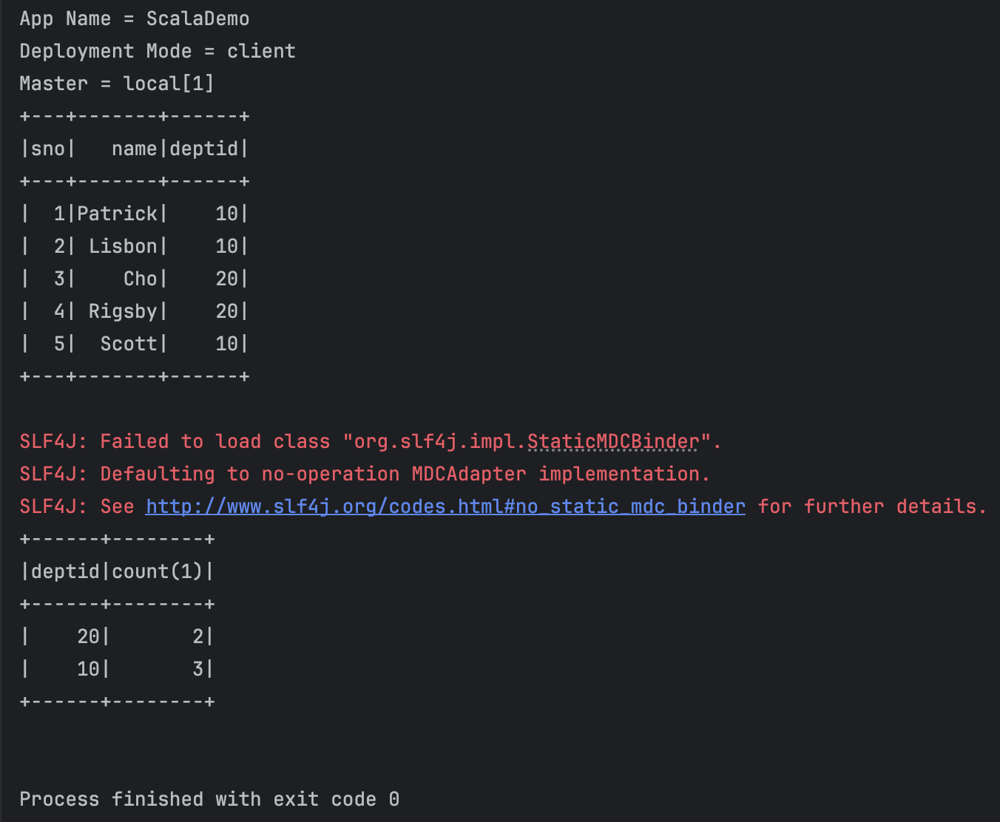 App Name = ScalaDemo
Deployment Mode = client
Master = local[1]
+---+-------+------+
|sno|   name|deptid|
+---+-------+------+
|  1|Patrick|    10|
|  2| Lisbon|    10|
|  3|    Cho|    20|
|  4| Rigsby|    20|
|  5|  Scott|    10|
+---+-------+------+
SLF4J: Failed to load class "org.slf4j.impl.StaticMDCBinder".
SLF4J: Defaulting to no-operation MDCAdapter implementation.
SLF4J: See http://www.slf4j.org/codes.html#no_static_mdc_binder for further details.
+------+--------+
|deptid|count(1)|
+------+--------+
|    20|       2|
|    10|       3|
+------+--------+
Process finished with exit code 0